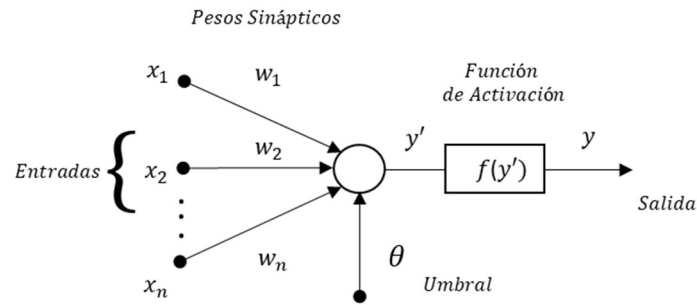 Pesos Sinápticos
x₁
w₁
Función
de Activación
Entradas
{
x₂
w₂
y′
f(y′)
y
Salida
xₙ
wₙ
θ
Umbral